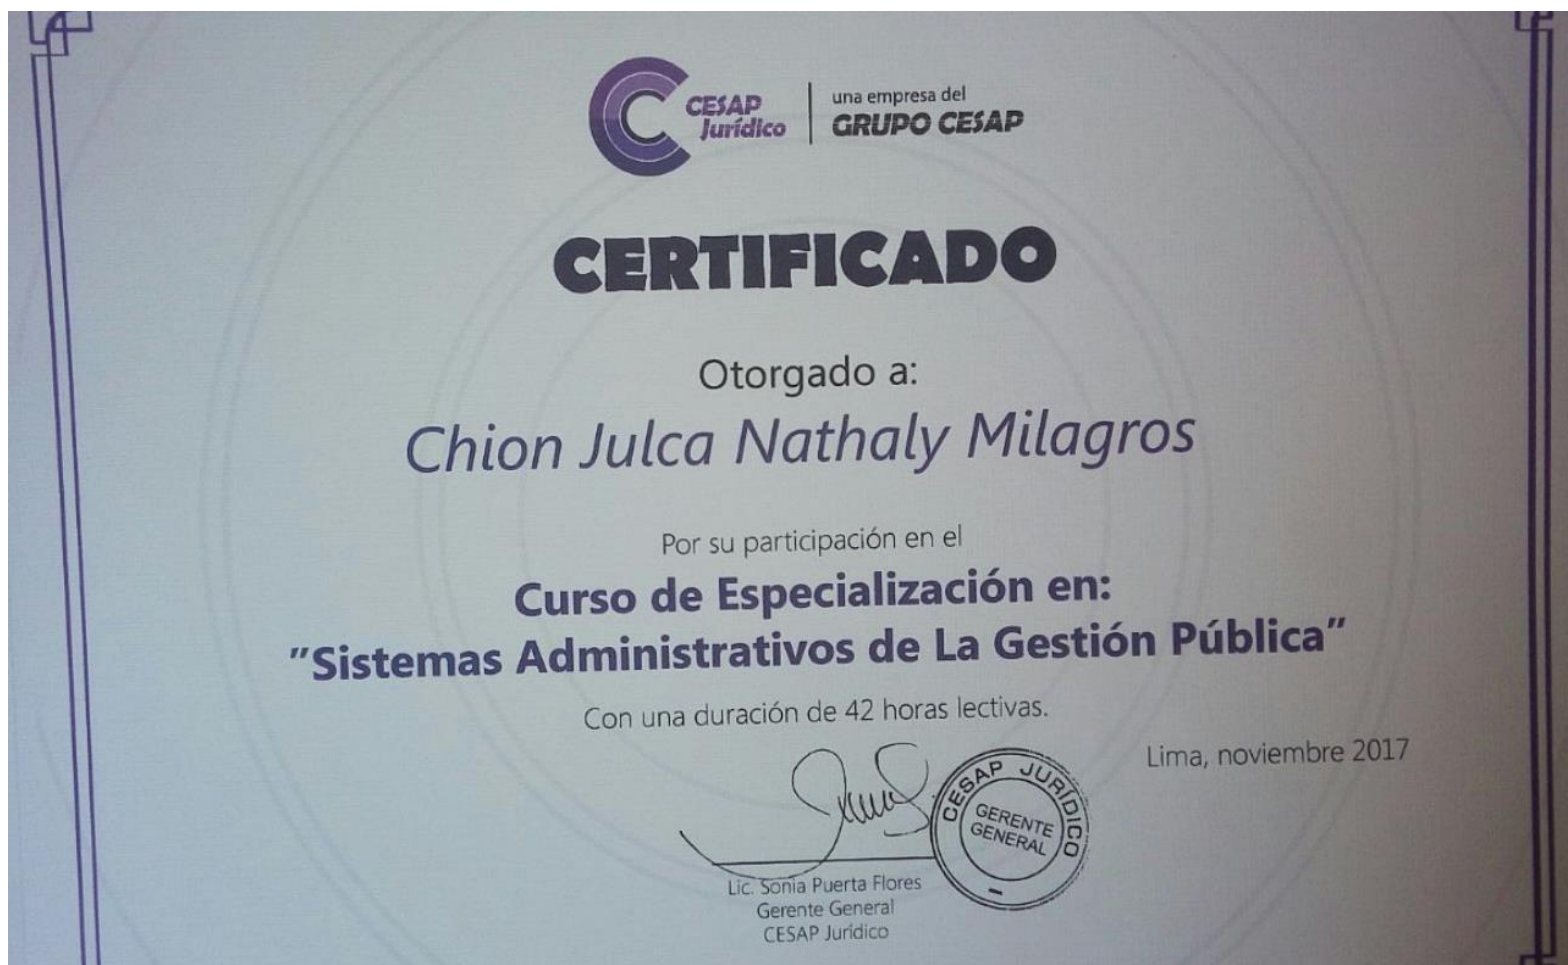 CESAP
Jurídico
una empresa del
GRUPO CESAP
CERTIFICADO
Otorgado a:
Chion Julca Nathaly Milagros
Por su participación en el
Curso de Especialización en:
"Sistemas Administrativos de La Gestión Pública"
Con una duración de 42 horas lectivas.
Lima, noviembre 2017
CESAP JURÍDICO
GERENTE
GENERAL
Lic. Sonia Puerta Flores
Gerente General
CESAP Jurídico